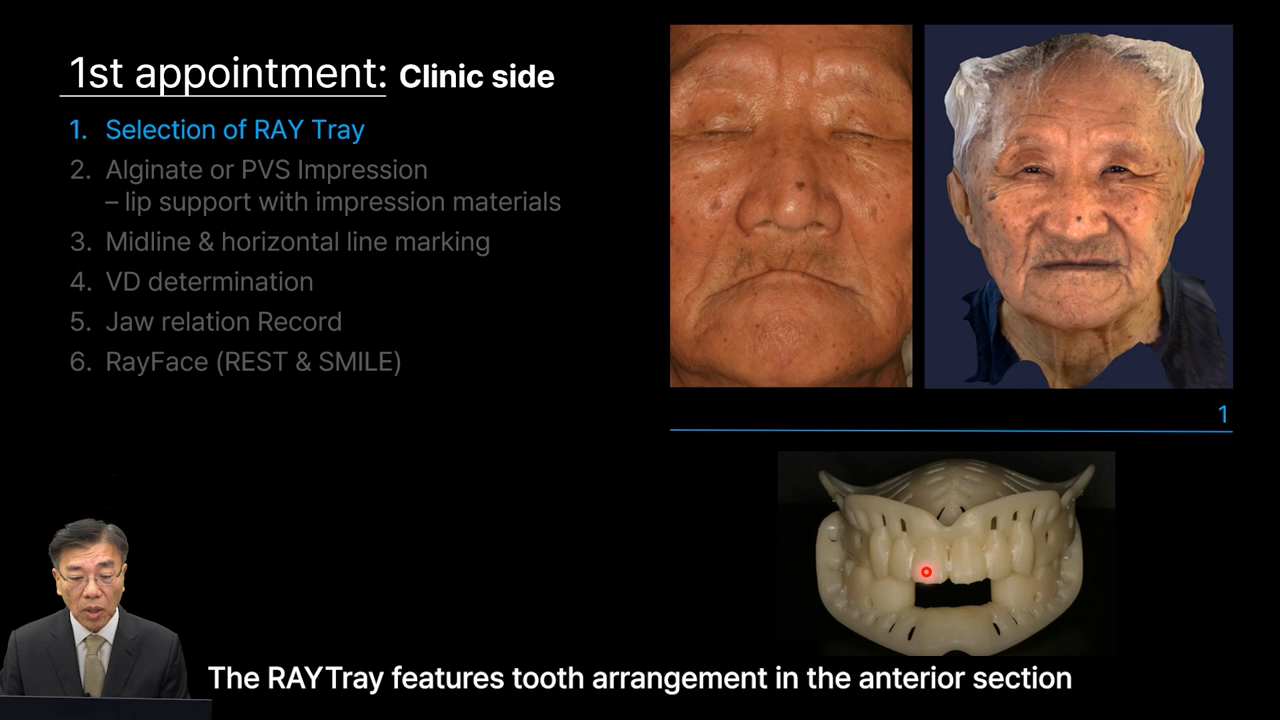 1st appointment: Clinic side
1. Selection of RAY Tray
2. Alginate or PVS Impression
– lip support with impression materials
3. Midline & horizontal line marking
4. VD determination
5. Jaw relation Record
6. RayFace (REST & SMILE)
1
The RAYTray features tooth arrangement in the anterior section